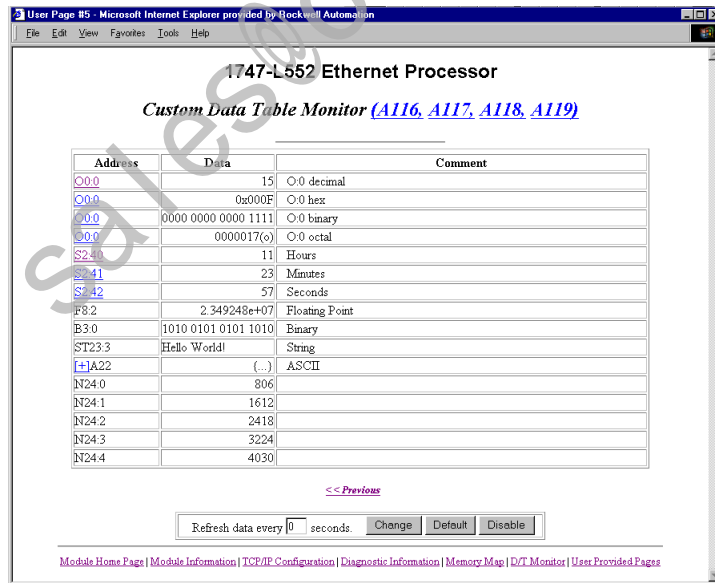 User Page #5 - Microsoft Internet Explorer provided by Rockwell Automation
File Edit View Favorites Tools Help
1747-L552 Ethernet Processor
Custom Data Table Monitor (A116, A117, A118, A119)
Address Data Comment
O0:0 15 O:0 decimal
O0:0 0x000F O:0 hex
O0:0 0000 0000 0000 1111 O:0 binary
O0:0 0000017(o) O:0 octal
S2:40 11 Hours
S2:41 23 Minutes
S2:42 57 Seconds
F8:2 2.349248e+07 Floating Point
B3:0 1010 0101 0101 1010 Binary
ST23:3 Hello World! String
[+]A22 {...} ASCII
N24:0 806
N24:1 1612
N24:2 2418
N24:3 3224
N24:4 4030
<< Previous
Refresh data every 0 seconds. Change Default Disable
Module Home Page | Module Information | TCP/IP Configuration | Diagnostic Information | Memory Map | D/T Monitor | User Provided Pages
sales@